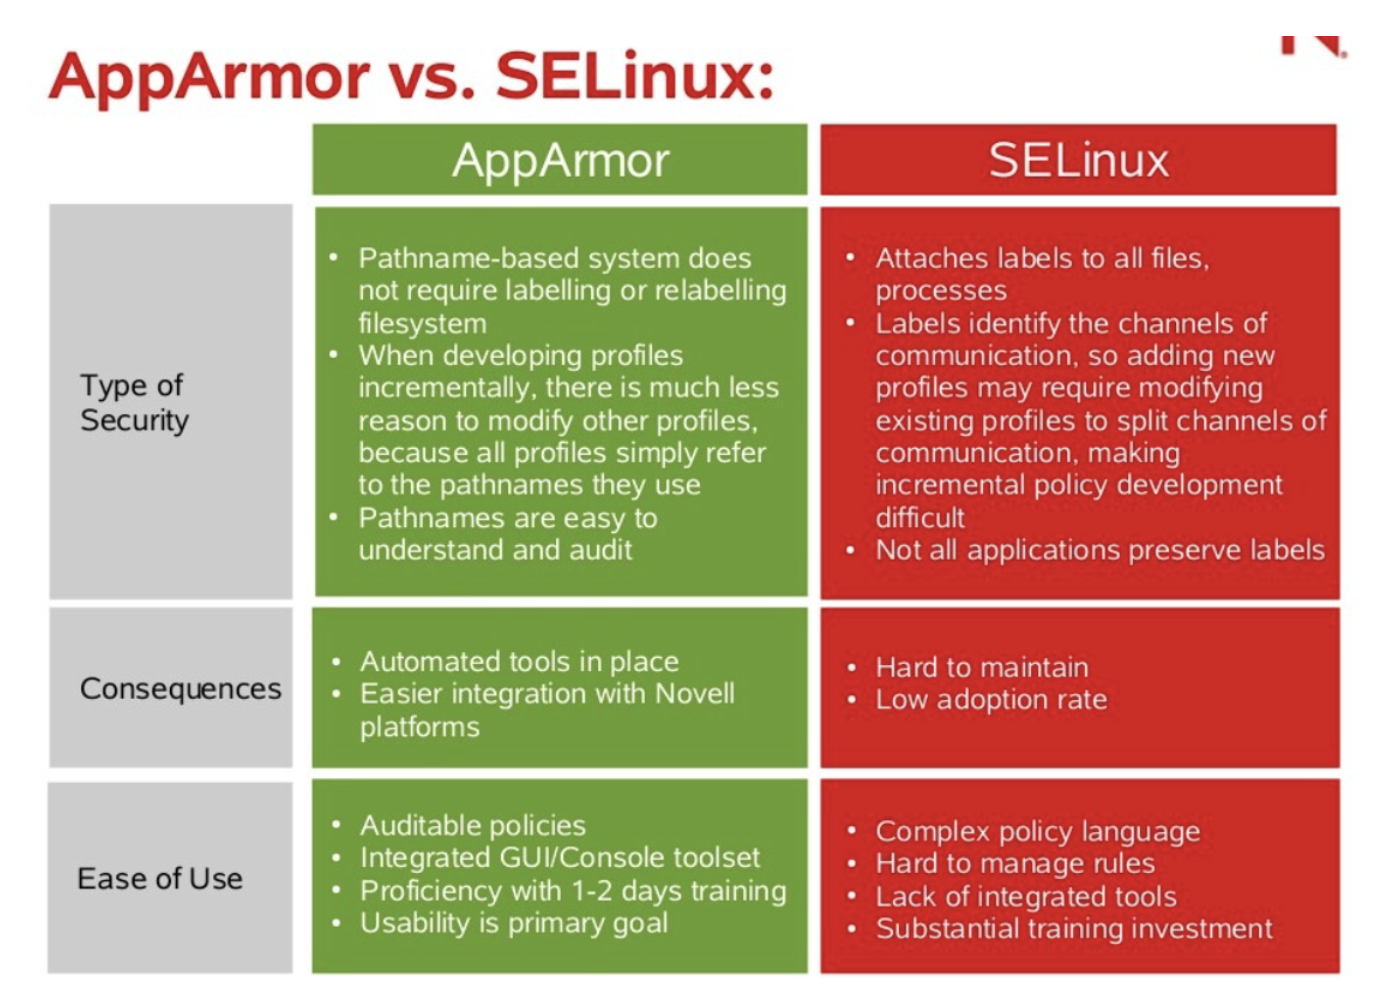 AppArmor vs. SELinux:
AppArmor
SELinux
Type of
Security
• Pathname-based system does
not require labelling or relabelling
filesystem
• When developing profiles
incrementally, there is much less
reason to modify other profiles,
because all profiles simply refer
to the pathnames they use
• Pathnames are easy to
understand and audit
• Attaches labels to all files,
processes
• Labels identify the channels of
communication, so adding new
profiles may require modifying
existing profiles to split channels of
communication, making
incremental policy development
difficult
• Not all applications preserve labels
Consequences
• Automated tools in place
• Easier integration with Novell
platforms
• Hard to maintain
• Low adoption rate
Ease of Use
• Auditable policies
• Integrated GUI/Console toolset
• Proficiency with 1-2 days training
• Usability is primary goal
• Complex policy language
• Hard to manage rules
• Lack of integrated tools
• Substantial training investment